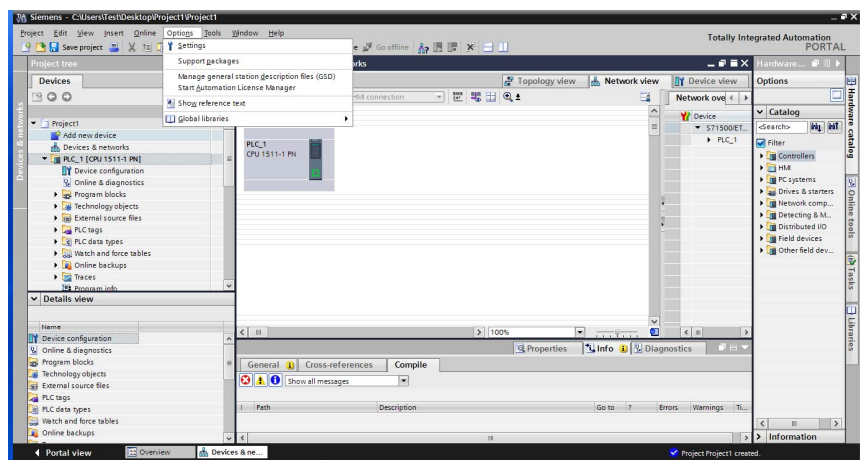 Siemens - C:\Users\Test\Desktop\Project1\Project1
Project Edit View Insert Online Options Tools Window Help
Totally Integrated Automation
PORTAL
Save project
Go offline
Settings
Support packages
Manage general station description files (GSD)
Start Automation License Manager
Show reference text
Global libraries
Project tree
Devices
Project1
Add new device
Devices & networks
PLC_1 [CPU 1511-1 PN]
Device configuration
Online & diagnostics
Program blocks
Technology objects
External source files
PLC tags
PLC data types
Watch and force tables
Online backups
Traces
Program info
Details view
Name
Device configuration
Online & diagnostics
Program blocks
Technology objects
External source files
PLC tags
PLC data types
Watch and force tables
Online backups
Devices & networks
Topology view
Network view
Device view
HMI connection
PLC_1
CPU 1511-1 PN
100%
Network ove
Device
S71500/ET...
PLC_1
Properties
Info
Diagnostics
General
Cross-references
Compile
Show all messages
! Path Description Go to ? Errors Warnings Ti...
Hardware...
Options
Catalog
<Search>
Filter
Controllers
HMI
PC systems
Drives & starters
Network comp...
Detecting & M...
Distributed I/O
Field devices
Other field dev...
Information
Hardware catalog
Online tools
Tasks
Libraries
Portal view
Overview
Devices & ne...
Project Project1 created.